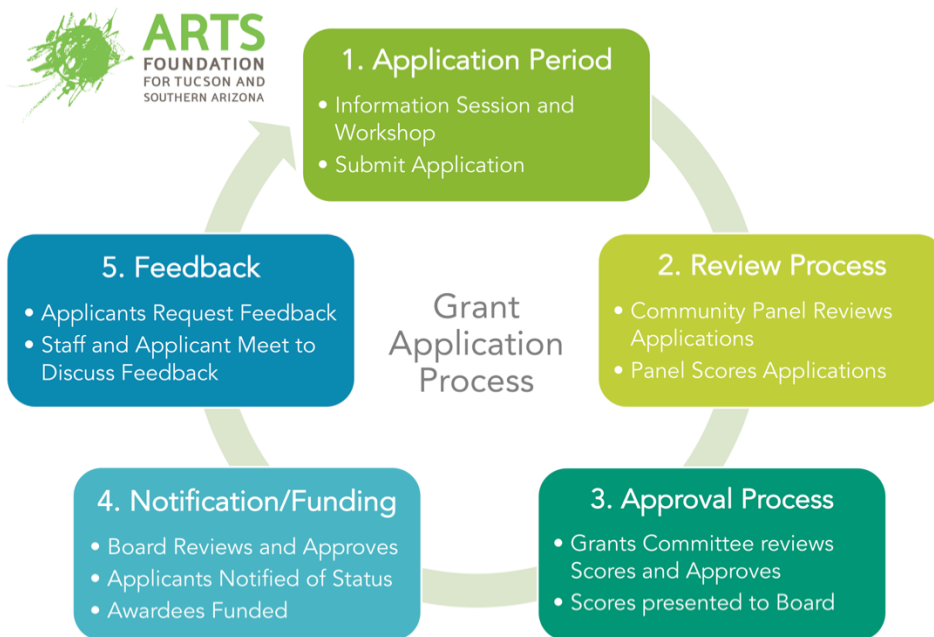 ARTS
FOUNDATION
FOR TUCSON AND
SOUTHERN ARIZONA
1. Application Period
• Information Session and
Workshop
• Submit Application
2. Review Process
• Community Panel Reviews
Applications
• Panel Scores Applications
3. Approval Process
• Grants Committee reviews
Scores and Approves
• Scores presented to Board
4. Notification/Funding
• Board Reviews and Approves
• Applicants Notified of Status
• Awardees Funded
5. Feedback
• Applicants Request Feedback
• Staff and Applicant Meet to
Discuss Feedback
Grant
Application
Process